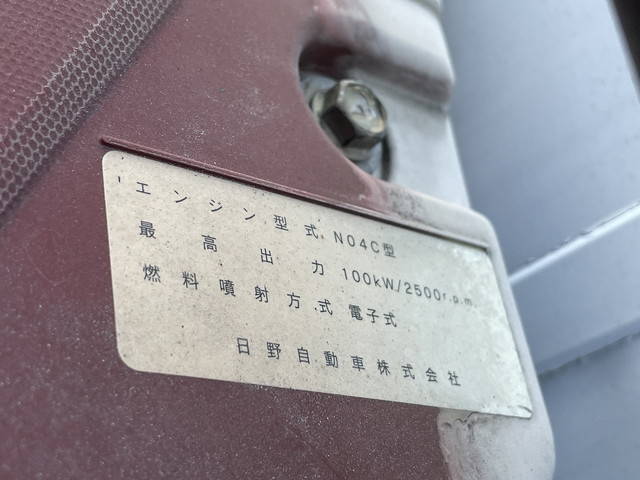 エンジン型式 N04C型
最高出力 100kW/2500r.p.m.
燃料噴射方式 電子式
日野自動車株式会社